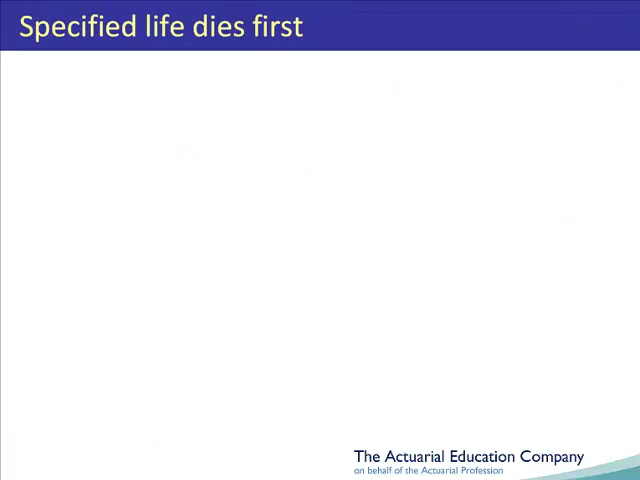 Specified life dies first
The Actuarial Education Company
on behalf of the Actuarial Profession